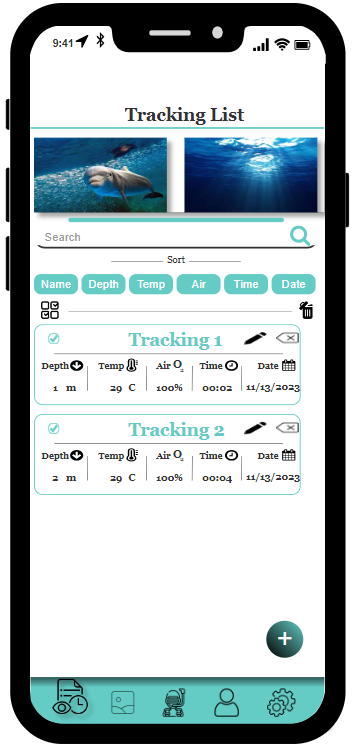 9:41
Tracking List
Search
Sort
Name Depth Temp Air Time Date
Tracking 1
Depth Temp Air O2 Time Date
1 m 29 C 100% 00:02 11/13/2023
Tracking 2
Depth Temp Air O2 Time Date
2 m 29 C 100% 00:04 11/13/2023
+